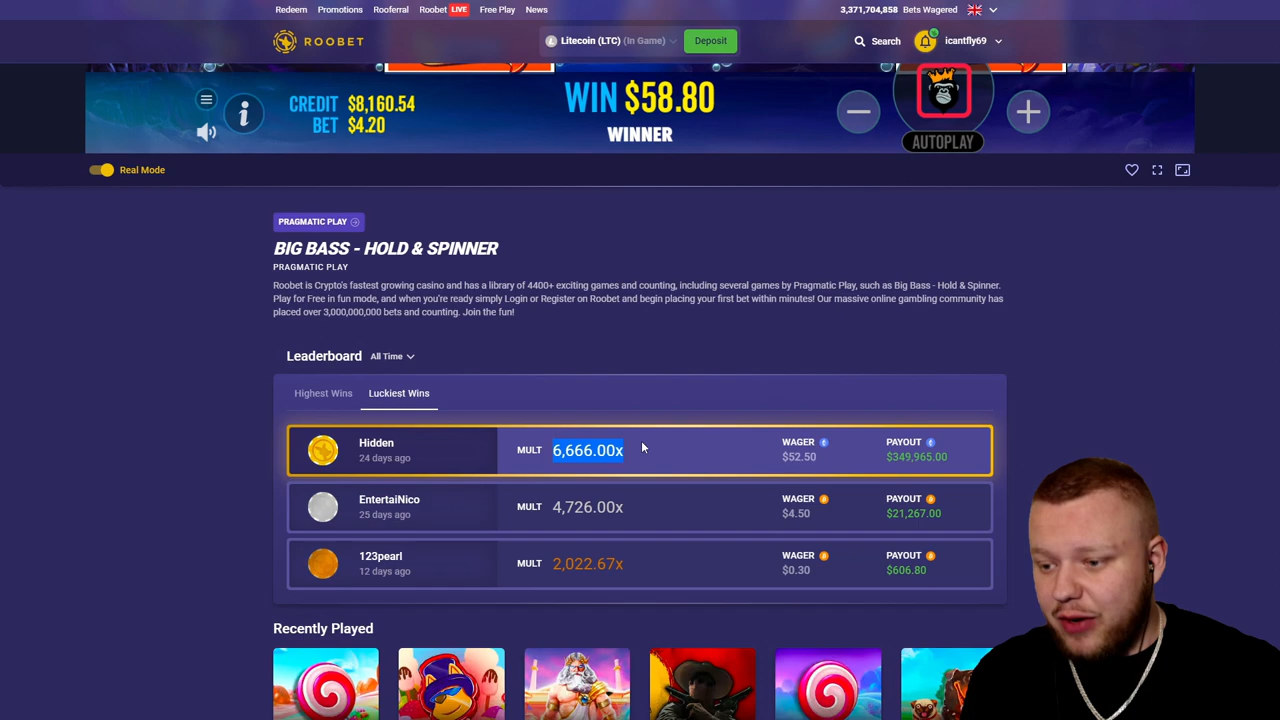 Redeem Promotions Rooferral Roobet LIVE Free Play News 3,371,704,858 Bets Wagered
ROOBET Litecoin (LTC) (In Game) Deposit Search icantfly69
CREDIT $8,160.54
BET $4.20
WIN $58.80
WINNER
AUTOPLAY
Real Mode
PRAGMATIC PLAY
BIG BASS - HOLD & SPINNER
PRAGMATIC PLAY
Roobet is Crypto's fastest growing casino and has a library of 4400+ exciting games and counting, including several games by Pragmatic Play, such as Big Bass - Hold & Spinner.
Play for Free in fun mode, and when you're ready simply Login or Register on Roobet and begin placing your first bet within minutes! Our massive online gambling community has
placed over 3,000,000,000 bets and counting. Join the fun!
Leaderboard All Time
Highest Wins Luckiest Wins
Hidden
24 days ago
MULT 6,666.00x
WAGER
$52.50
PAYOUT
$349,965.00
EntertaiNico
25 days ago
MULT 4,726.00x
WAGER
$4.50
PAYOUT
$21,267.00
123pearl
12 days ago
MULT 2,022.67x
WAGER
$0.30
PAYOUT
$606.80
Recently Played